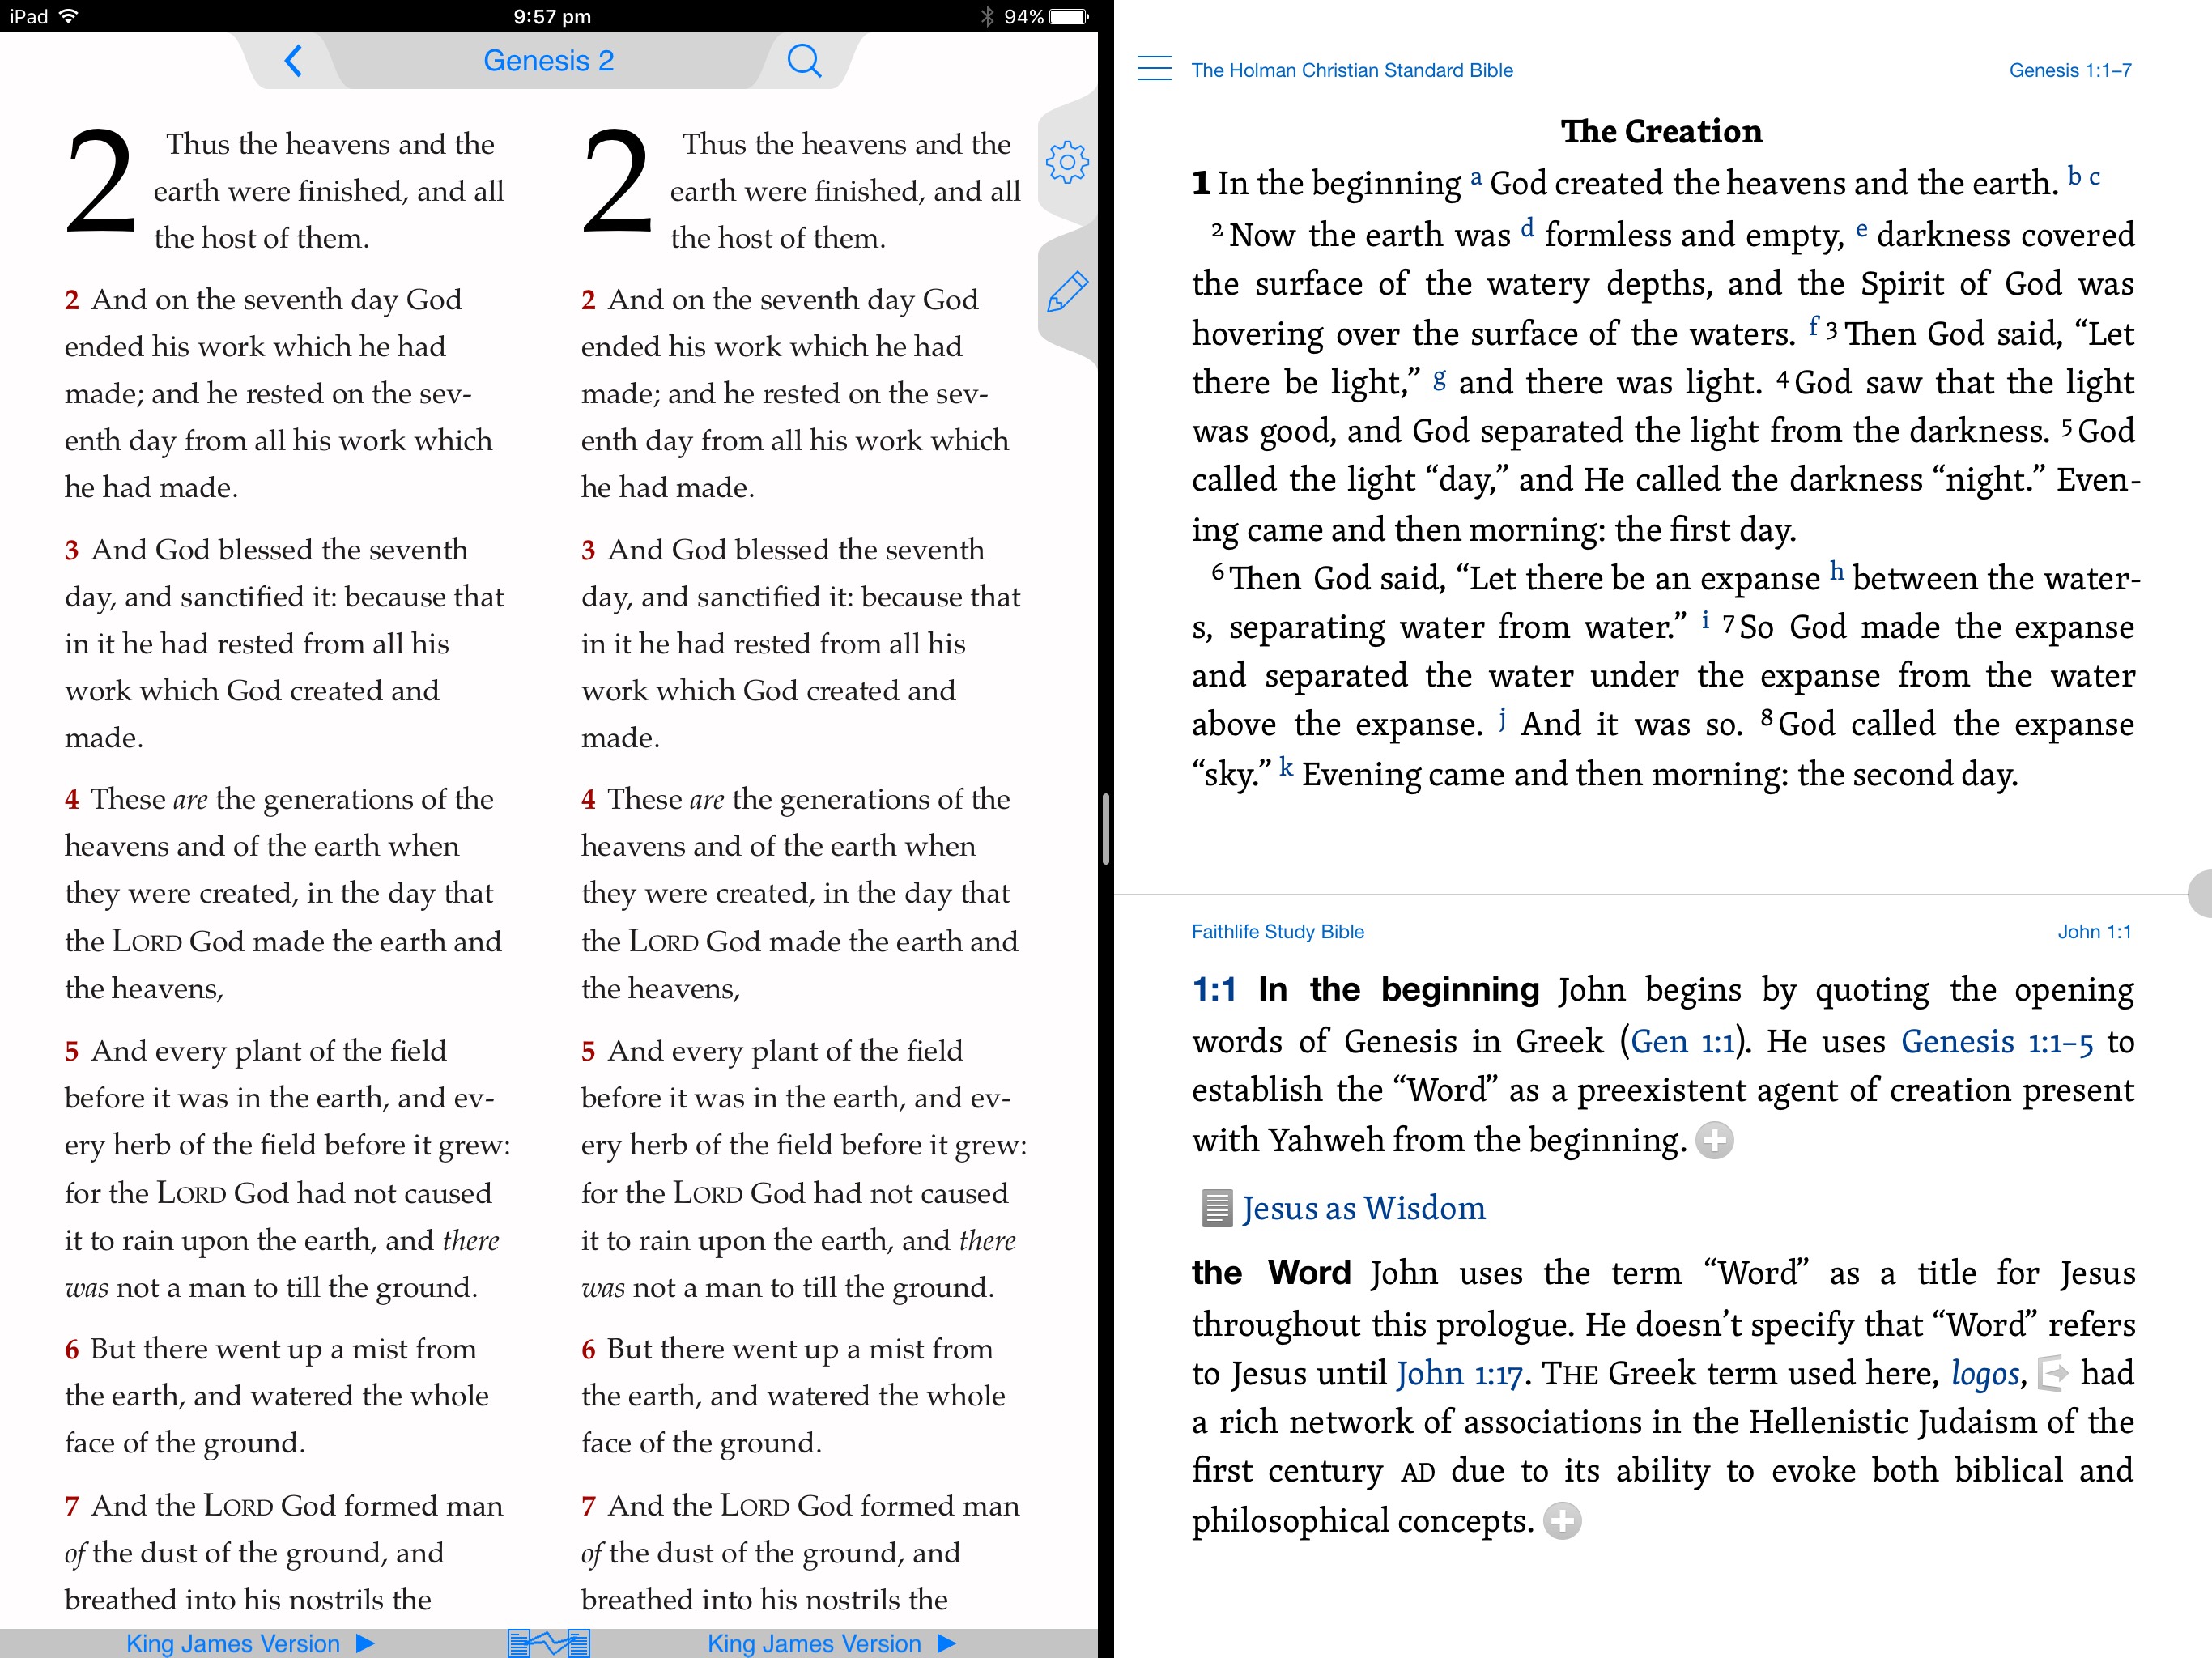 iPad
9:57 pm
94%
Genesis 2
2 Thus the heavens and the
earth were finished, and all
the host of them.
2 And on the seventh day God
ended his work which he had
made; and he rested on the sev-
enth day from all his work which
he had made.
3 And God blessed the seventh
day, and sanctified it: because that
in it he had rested from all his
work which God created and
made.
4 These are the generations of the
heavens and of the earth when
they were created, in the day that
the LORD God made the earth and
the heavens,
5 And every plant of the field
before it was in the earth, and ev-
ery herb of the field before it grew:
for the LORD God had not caused
it to rain upon the earth, and there
was not a man to till the ground.
6 But there went up a mist from
the earth, and watered the whole
face of the ground.
7 And the LORD God formed man
of the dust of the ground, and
breathed into his nostrils the
King James Version
2 Thus the heavens and the
earth were finished, and all
the host of them.
2 And on the seventh day God
ended his work which he had
made; and he rested on the sev-
enth day from all his work which
he had made.
3 And God blessed the seventh
day, and sanctified it: because that
in it he had rested from all his
work which God created and
made.
4 These are the generations of the
heavens and of the earth when
they were created, in the day that
the LORD God made the earth and
the heavens,
5 And every plant of the field
before it was in the earth, and ev-
ery herb of the field before it grew:
for the LORD God had not caused
it to rain upon the earth, and there
was not a man to till the ground.
6 But there went up a mist from
the earth, and watered the whole
face of the ground.
7 And the LORD God formed man
of the dust of the ground, and
breathed into his nostrils the
King James Version
The Holman Christian Standard Bible
Genesis 1:1–7
The Creation
1 In the beginning a God created the heavens and the earth. b c
2 Now the earth was d formless and empty, e darkness covered
the surface of the watery depths, and the Spirit of God was
hovering over the surface of the waters. f 3 Then God said, “Let
there be light,” g and there was light. 4 God saw that the light
was good, and God separated the light from the darkness. 5 God
called the light “day,” and He called the darkness “night.” Even-
ing came and then morning: the first day.
6 Then God said, “Let there be an expanse h between the water-
s, separating water from water.” i 7 So God made the expanse
and separated the water under the expanse from the water
above the expanse. j And it was so. 8 God called the expanse
“sky.” k Evening came and then morning: the second day.
Faithlife Study Bible
John 1:1
1:1 In the beginning John begins by quoting the opening
words of Genesis in Greek (Gen 1:1). He uses Genesis 1:1–5 to
establish the “Word” as a preexistent agent of creation present
with Yahweh from the beginning.
Jesus as Wisdom
the Word John uses the term “Word” as a title for Jesus
throughout this prologue. He doesn’t specify that “Word” refers
to Jesus until John 1:17. THE Greek term used here, logos, had
a rich network of associations in the Hellenistic Judaism of the
first century AD due to its ability to evoke both biblical and
philosophical concepts.